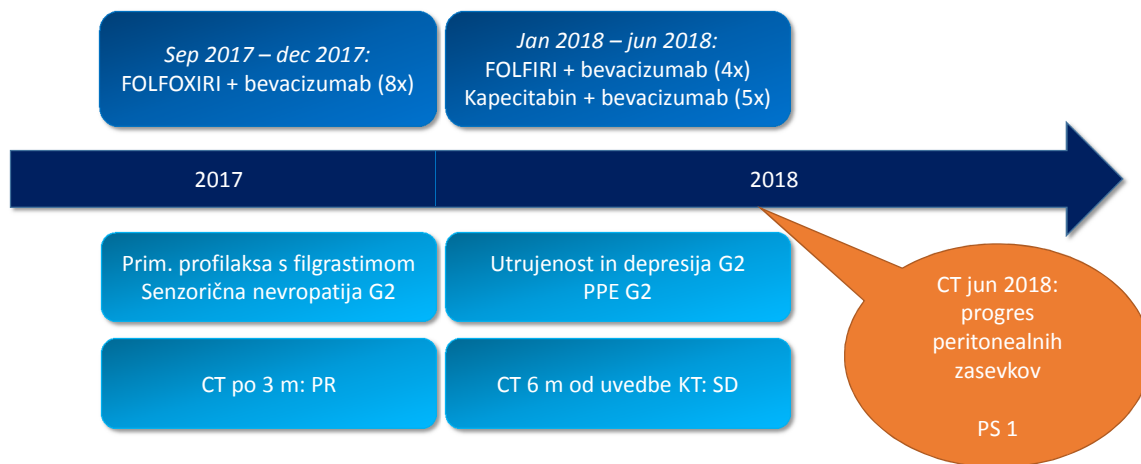 Sep 2017 – dec 2017:
FOLFOXIRI + bevacizumab (8x)
Jan 2018 – jun 2018:
FOLFIRI + bevacizumab (4x)
Kapecitabin + bevacizumab (5x)
2017
2018
Prim. profilaksa s filgrastimom
Senzorična nevropatija G2
Utrujenost in depresija G2
PPE G2
CT po 3 m: PR
CT 6 m od uvedbe KT: SD
CT jun 2018:
progres
peritonealnih
zasevkov
PS 1